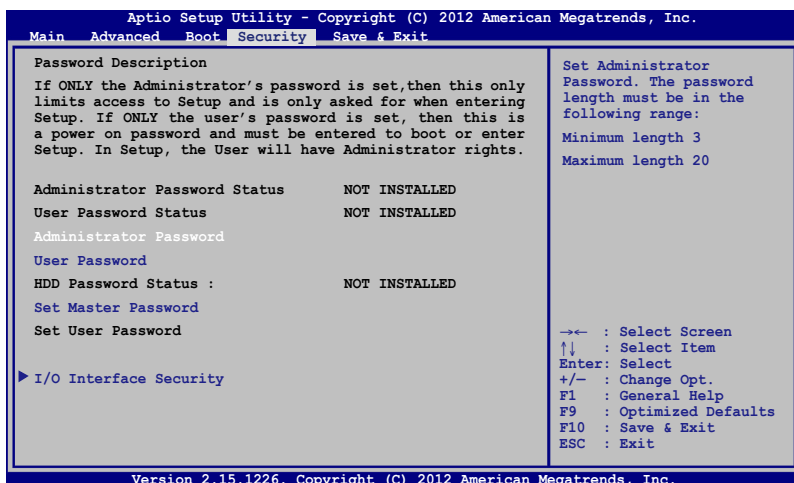 Aptio Setup Utility - Copyright (C) 2012 American Megatrends, Inc.
Main Advanced Boot Security Save & Exit
Password Description
If ONLY the Administrator's password is set,then this only
limits access to Setup and is only asked for when entering
Setup. If ONLY the user's password is set, then this is
a power on password and must be entered to boot or enter
Setup. In Setup, the User will have Administrator rights.
Administrator Password Status NOT INSTALLED
User Password Status NOT INSTALLED
Administrator Password
User Password
HDD Password Status : NOT INSTALLED
Set Master Password
Set User Password
I/O Interface Security
Set Administrator
Password. The password
length must be in the
following range:
Minimum length 3
Maximum length 20
→← : Select Screen
↑↓ : Select Item
Enter: Select
+/— : Change Opt.
F1 : General Help
F9 : Optimized Defaults
F10 : Save & Exit
ESC : Exit
Version 2.15.1226. Copyright (C) 2012 American Megatrends, Inc.